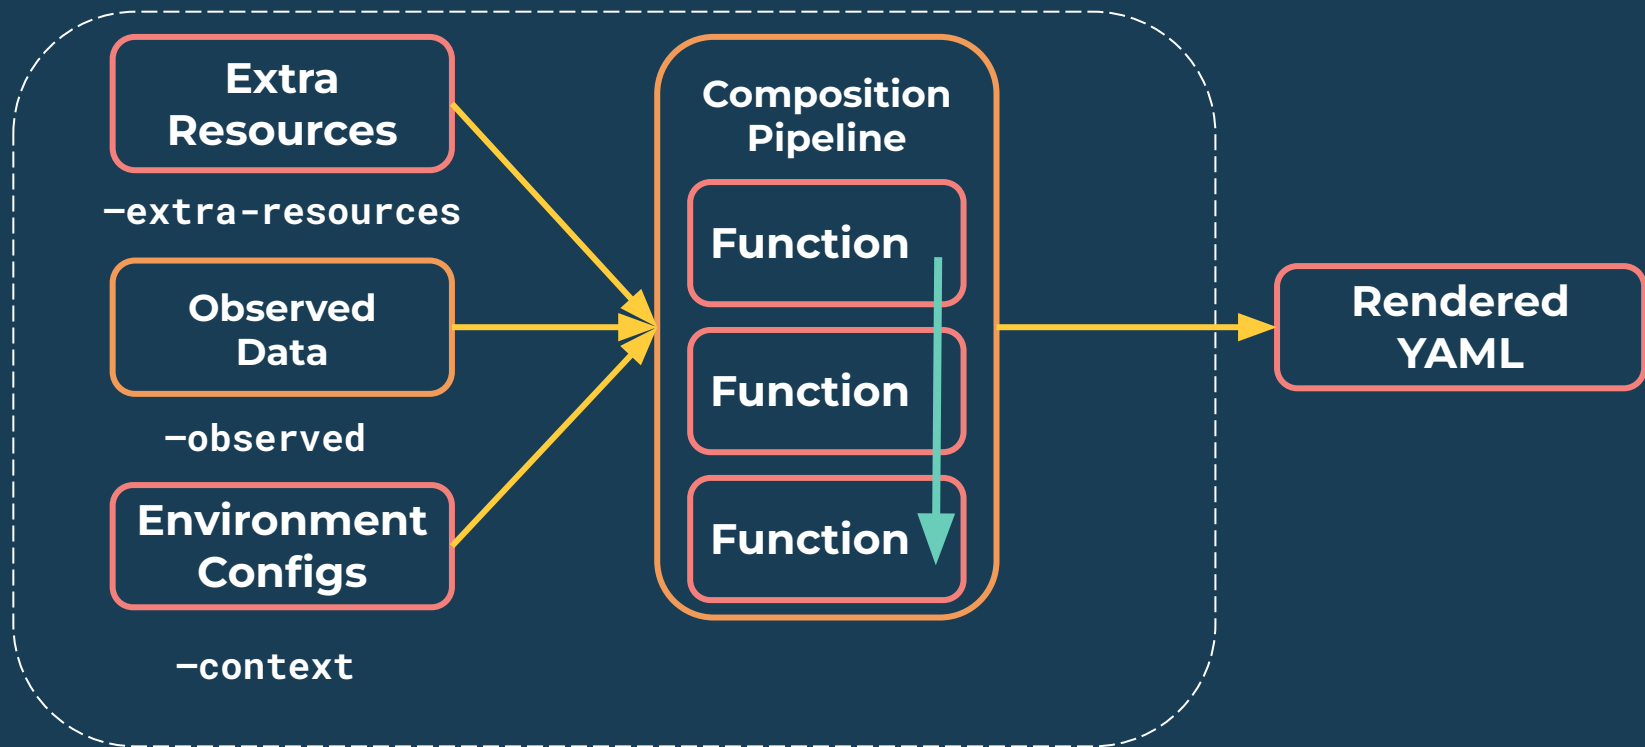 Extra
Resources
—extra-resources
Observed
Data
—observed
Environment
Configs
—context
Composition
Pipeline
Function
Function
Function
Rendered
YAML